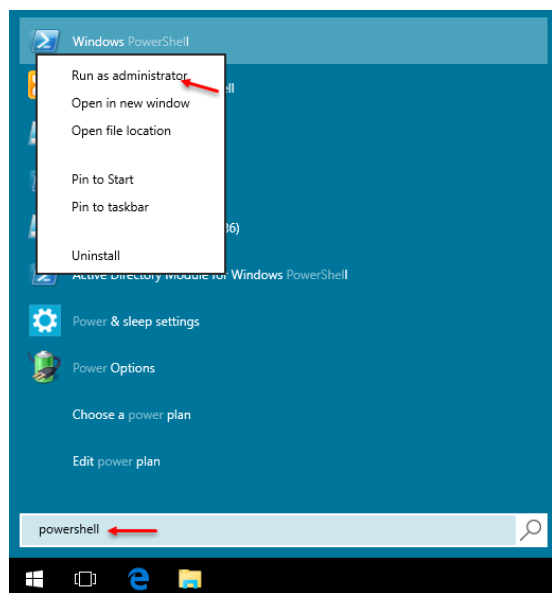 Windows PowerShell
Run as administrator
ell
Open in new window
Open file location
Pin to Start
Pin to taskbar
36)
Uninstall
Active Directory Module for Windows PowerShell
Power & sleep settings
Power Options
Choose a power plan
Edit power plan
powershell